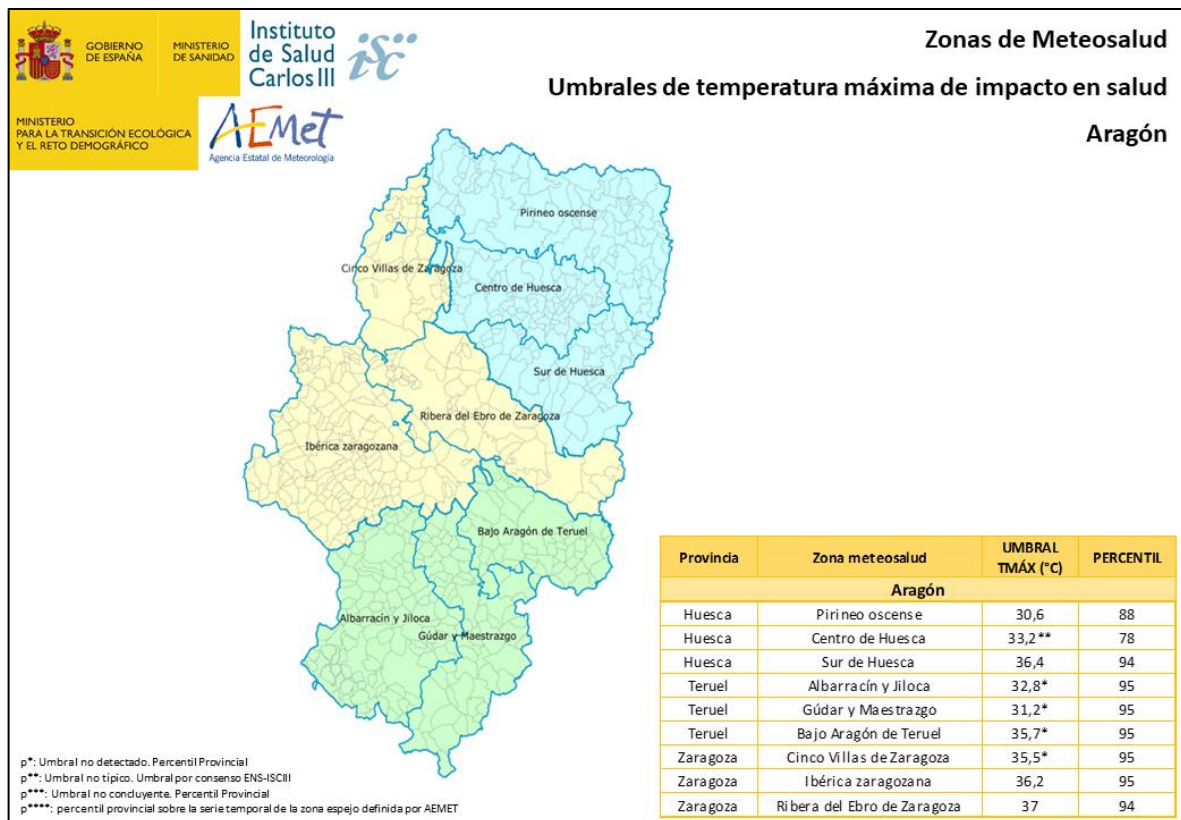 GOBIERNO
DE ESPAÑA
MINISTERIO
DE SANIDAD
Instituto
de Salud
Carlos III
isciii
MINISTERIO
PARA LA TRANSICIÓN ECOLÓGICA
Y EL RETO DEMOGRÁFICO
AEMet
Agencia Estatal de Meteorología
Zonas de Meteosalud
Umbrales de temperatura máxima de impacto en salud
Aragón
Pirineo oscense
Cinco Villas de Zaragoza
Centro de Huesca
Sur de Huesca
Ribera del Ebro de Zaragoza
Ibérica zaragozana
Bajo Aragón de Teruel
Albarracín y Jiloca
Gúdar y Maestrazgo
Provincia Zona meteosalud UMBRAL TMÁX (°C) PERCENTIL
Aragón
Huesca Pirineo oscense 30,6 88
Huesca Centro de Huesca 33,2** 78
Huesca Sur de Huesca 36,4 94
Teruel Albarracín y Jiloca 32,8* 95
Teruel Gúdar y Maestrazgo 31,2* 95
Teruel Bajo Aragón de Teruel 35,7* 95
Zaragoza Cinco Villas de Zaragoza 35,5* 95
Zaragoza Ibérica zaragozana 36,2 95
Zaragoza Ribera del Ebro de Zaragoza 37 94
p*: Umbral no detectado. Percentil Provincial
p**: Umbral no típico. Umbral por consenso ENS-ISCIII
p***: Umbral no concluyente. Percentil Provincial
p****: percentil provincial sobre la serie temporal de la zona espejo definida por AEMET